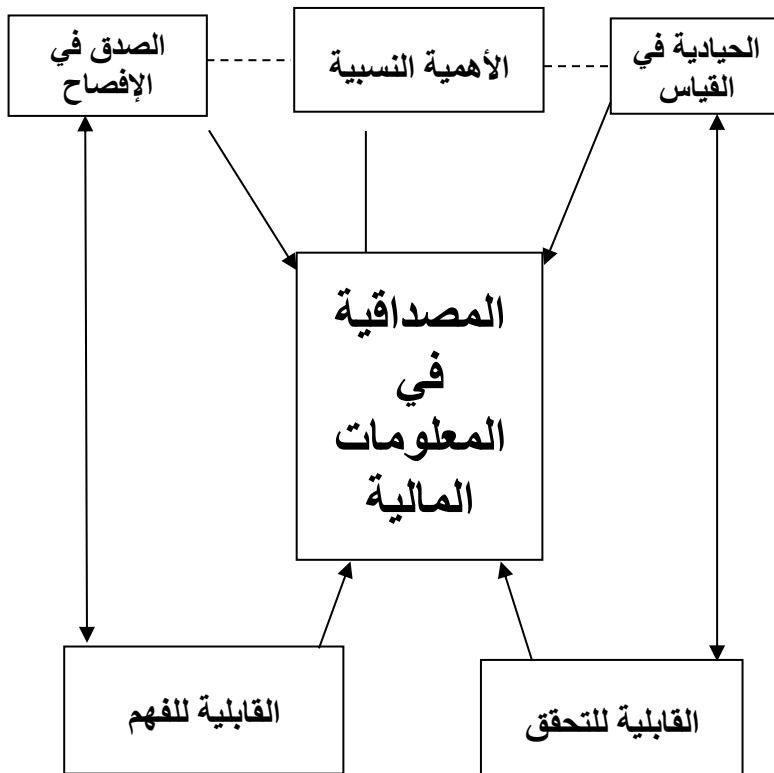 الحيادية في
القياس
الأهمية النسبية
الصدق في
الإفصاح
المصداقية
في
المعلومات
المالية
القابلية للتحقق
القابلية للفهم